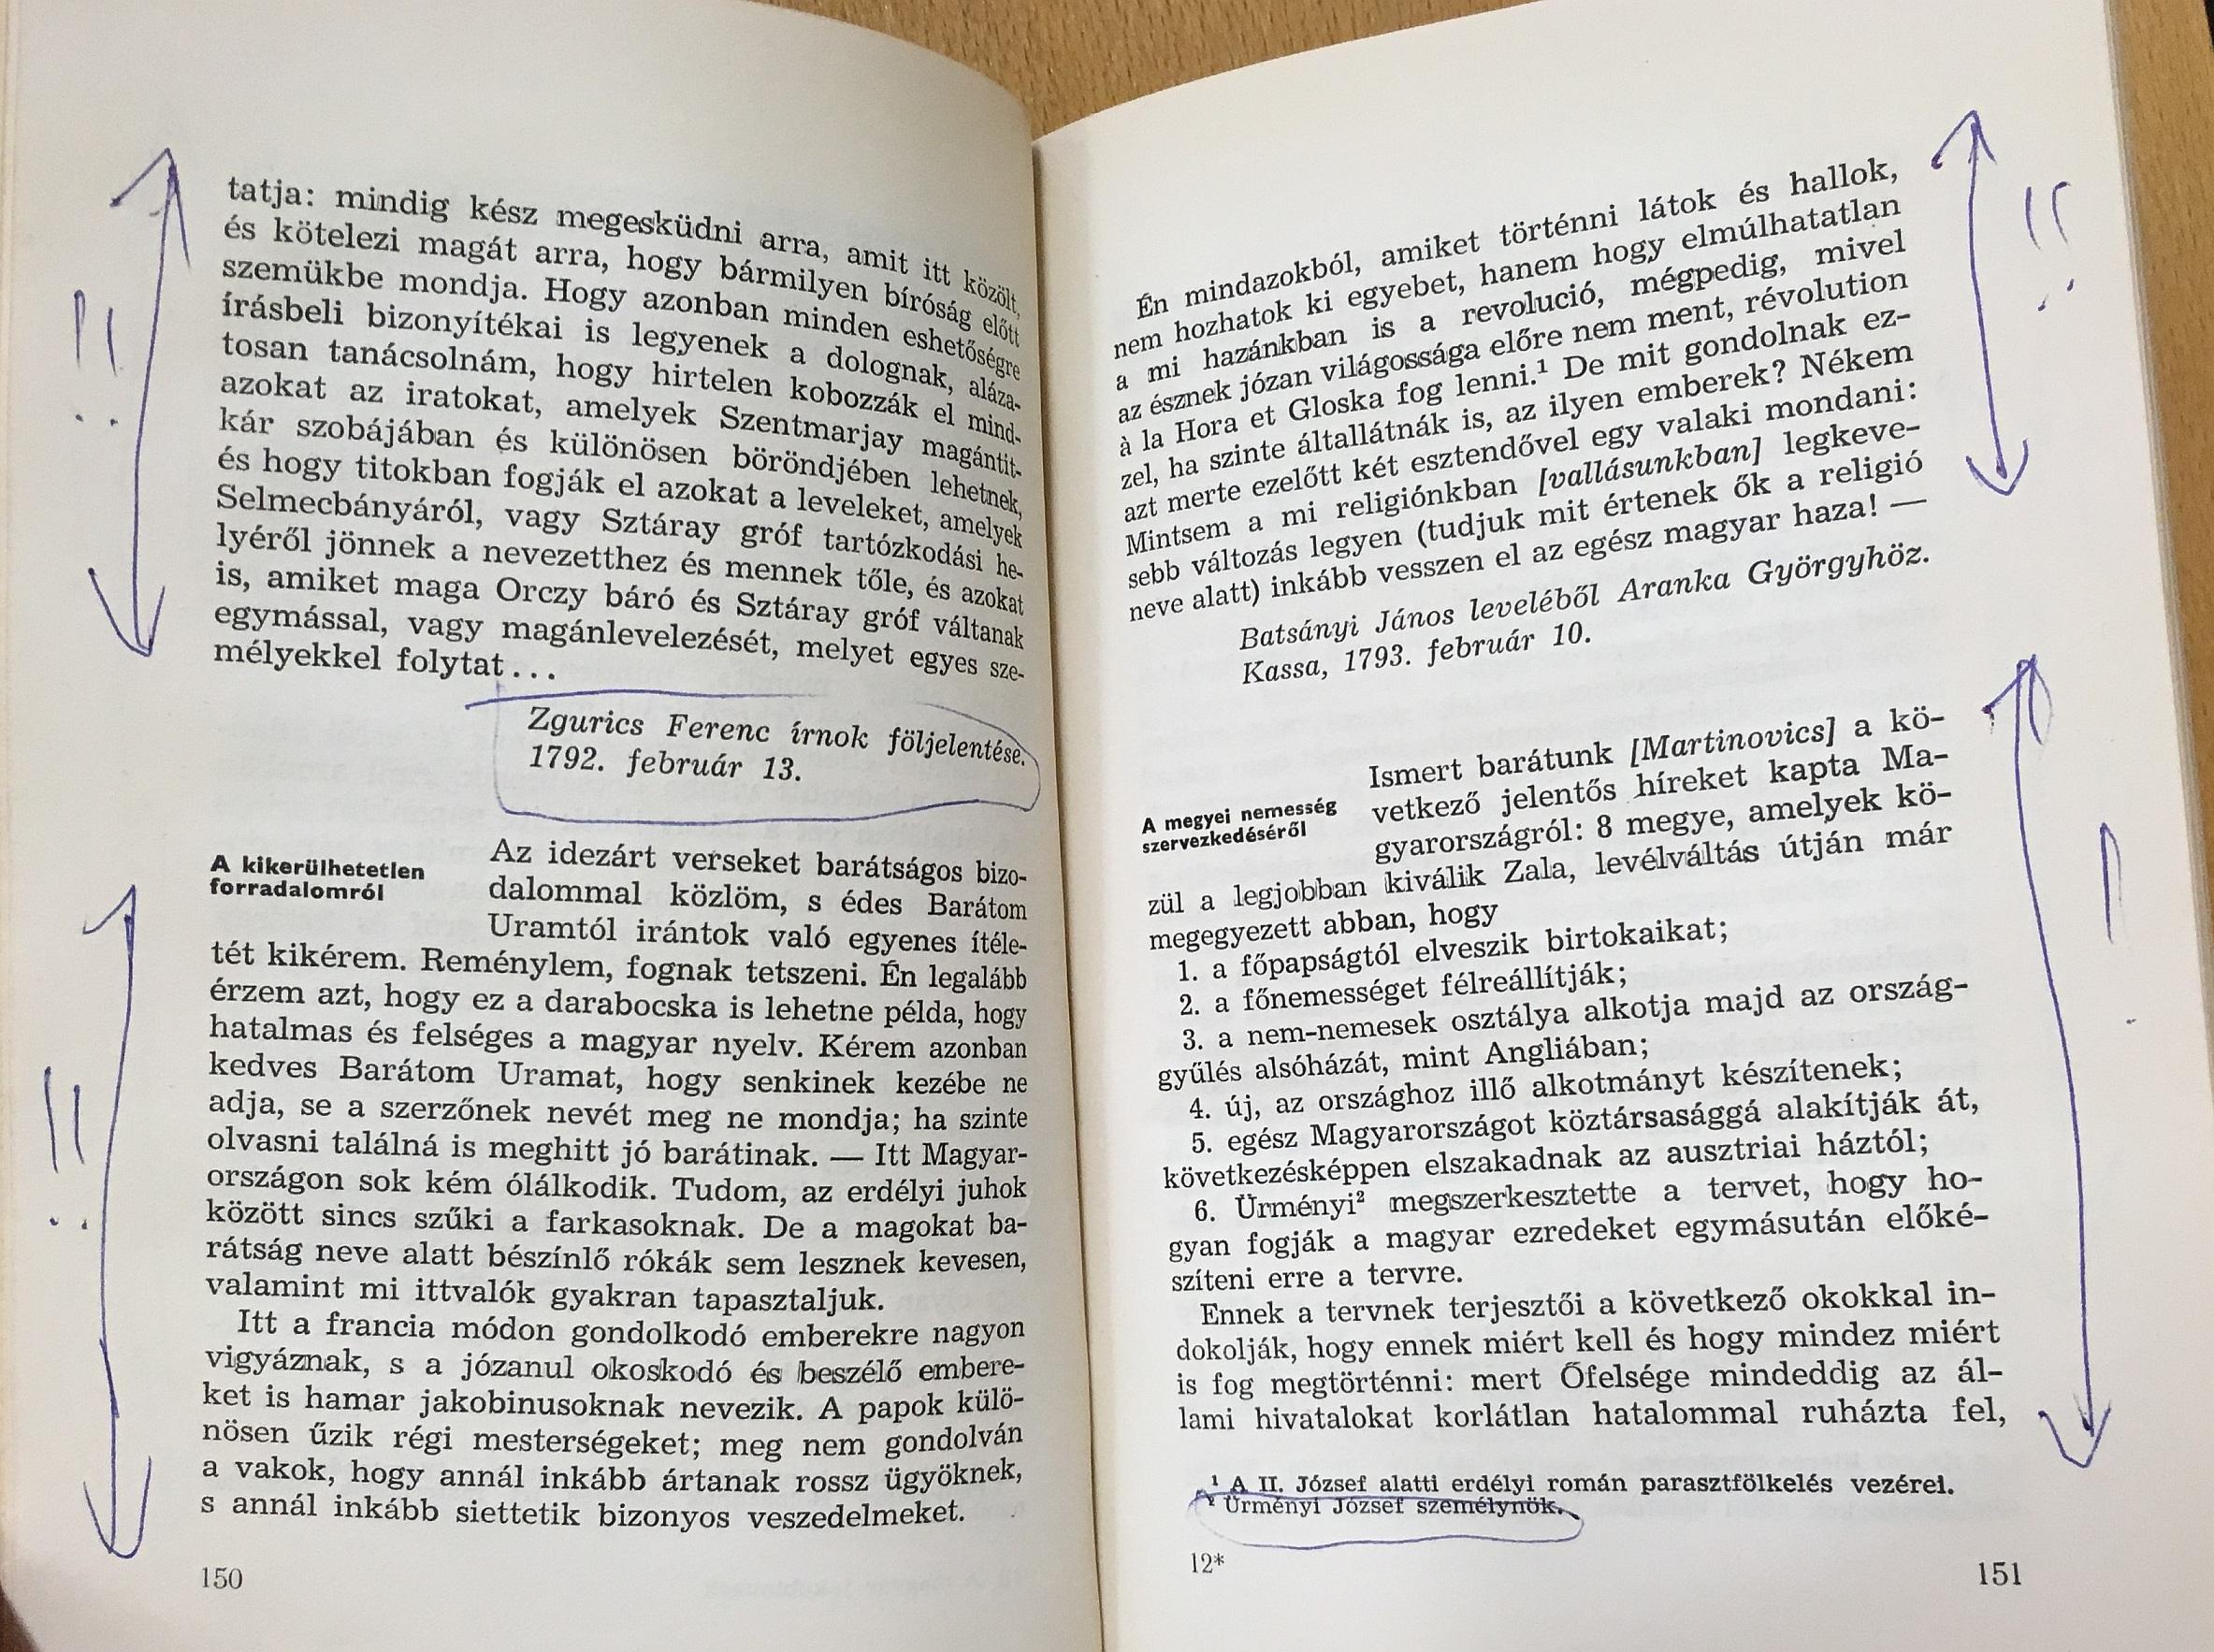 tatja: mindig kész megesküdni arra, amit itt közölt,
és kötelezi magát arra, hogy bármilyen bíróság előtt
szemükbe mondja. Hogy azonban minden eshetőségre
írásbeli bizonyítékai is legyenek a dolognak, aláza-
tosan tanácsolnám, hogy hirtelen kobozzák el mind-
azokat az iratokat, amelyek Szentmarjay magántit-
kár szobájában és különösen böröndjében lehetnek,
és hogy titokban fogják el azokat a leveleket, amelyek
Selmecbányáról, vagy Sztáray gróf tartózkodási he-
lyéről jönnek a nevezetthez és mennek tőle, és azokat
is, amiket maga Orczy báró és Sztáray gróf váltanak
egymással, vagy magánlevelezését, melyet egyes sze-
mélyekkel folytat...
Zgurics Ferenc írnok följelentése.
1792. február 13.
A kikerülhetetlen
forradalomról
Az idezárt verseket barátságos bizo-
dalommal közlöm, s édes Barátom
Uramtól irántok való egyenes ítéle-
tét kikérem. Reménylem, fognak tetszeni. Én legalább
érzem azt, hogy ez a darabocska is lehetne példa, hogy
hatalmas és felséges a magyar nyelv. Kérem azonban
kedves Barátom Uramat, hogy senkinek kezébe ne
adja, se a szerzőnek nevét meg ne mondja; ha szinte
olvasni találná is meghitt jó barátinak. — Itt Magyar-
országon sok kém ólálkodik. Tudom, az erdélyi juhok
között sincs szűki a farkasoknak. De a magokat ba-
rátság neve alatt bészínlő rókák sem lesznek kevesen,
valamint mi ittvalók gyakran tapasztaljuk.
Itt a francia módon gondolkodó emberekre nagyon
vigyáznak, s a józanul okoskodó és beszélő embere-
ket is hamar jakobinusoknak nevezik. A papok külö-
nösen űzik régi mesterségeket; meg nem gondolván
a vakok, hogy annál inkább ártanak rossz ügyöknek,
s annál inkább siettetik bizonyos veszedelmeket.
150
Én mindazokból, amiket történni látok és hallok,
nem hozhatok ki egyebet, hanem hogy elmúlhatatlan
a mi hazánkban is a revolució, mégpedig, mivel
az észnek józan világossága előre nem ment, révolution
à la Hora et Gloska fog lenni.¹ De mit gondolnak ez-
zel, ha szinte általlátnák is, az ilyen emberek? Nékem
azt merte ezelőtt két esztendővel egy valaki mondani:
Mintsem a mi religiónkban [vallásunkban] legkeve-
sebb változás legyen (tudjuk mit értenek ők a religió
neve alatt) inkább vesszen el az egész magyar haza! —
Batsányi János leveléből Aranka Györgyhöz.
Kassa, 1793. február 10.
A megyei nemesség
szervezkedéséről
Ismert barátunk [Martinovics] a kö-
vetkező jelentős híreket kapta Ma-
gyarországról: 8 megye, amelyek kö-
zül a legjobban kiválik Zala, levélváltás útján már
megegyezett abban, hogy
1. a főpapságtól elveszik birtokaikat;
2. a főnemességet félreállítják;
3. a nem-nemesek osztálya alkotja majd az ország-
gyűlés alsóházát, mint Angliában;
4. új, az országhoz illő alkotmányt készítenek;
5. egész Magyarországot köztársasággá alakítják át,
következésképpen elszakadnak az ausztriai háztól;
6. Ürményi² megszerkesztette a tervet, hogy ho-
gyan fogják a magyar ezredeket egymásután előké-
szíteni erre a tervre.
Ennek a tervnek terjesztői a következő okokkal in-
dokolják, hogy ennek miért kell és hogy mindez miért
is fog megtörténni: mert Őfelsége mindeddig az ál-
lami hivatalokat korlátlan hatalommal ruházta fel,
¹ A II. József alatti erdélyi román parasztfölkelés vezérei.
² Ürményi József személynök.
12*
151